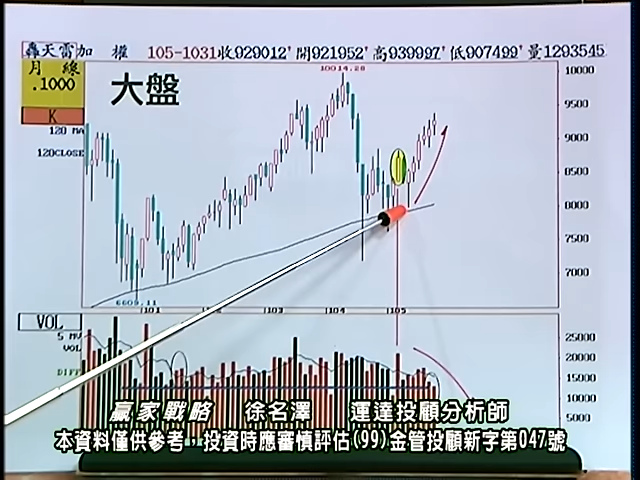 轟天雷加 權 105-1031收929012' 開921952' 高939997' 低907499' 量1293545
月 線
.1000
K
120 MA
120CLOSE
大盤
10014.28
10000
9500
9000
8500
8000
7500
7000
6609.11
101
102
103
104
105
VOL
5 MV
VOL
DIFF
25000
20000
15000
10000
5000
贏家戰略 徐名澤 運達投顧分析師
本資料僅供參考，投資時應審慎評估(99)金管投顧新字第047號